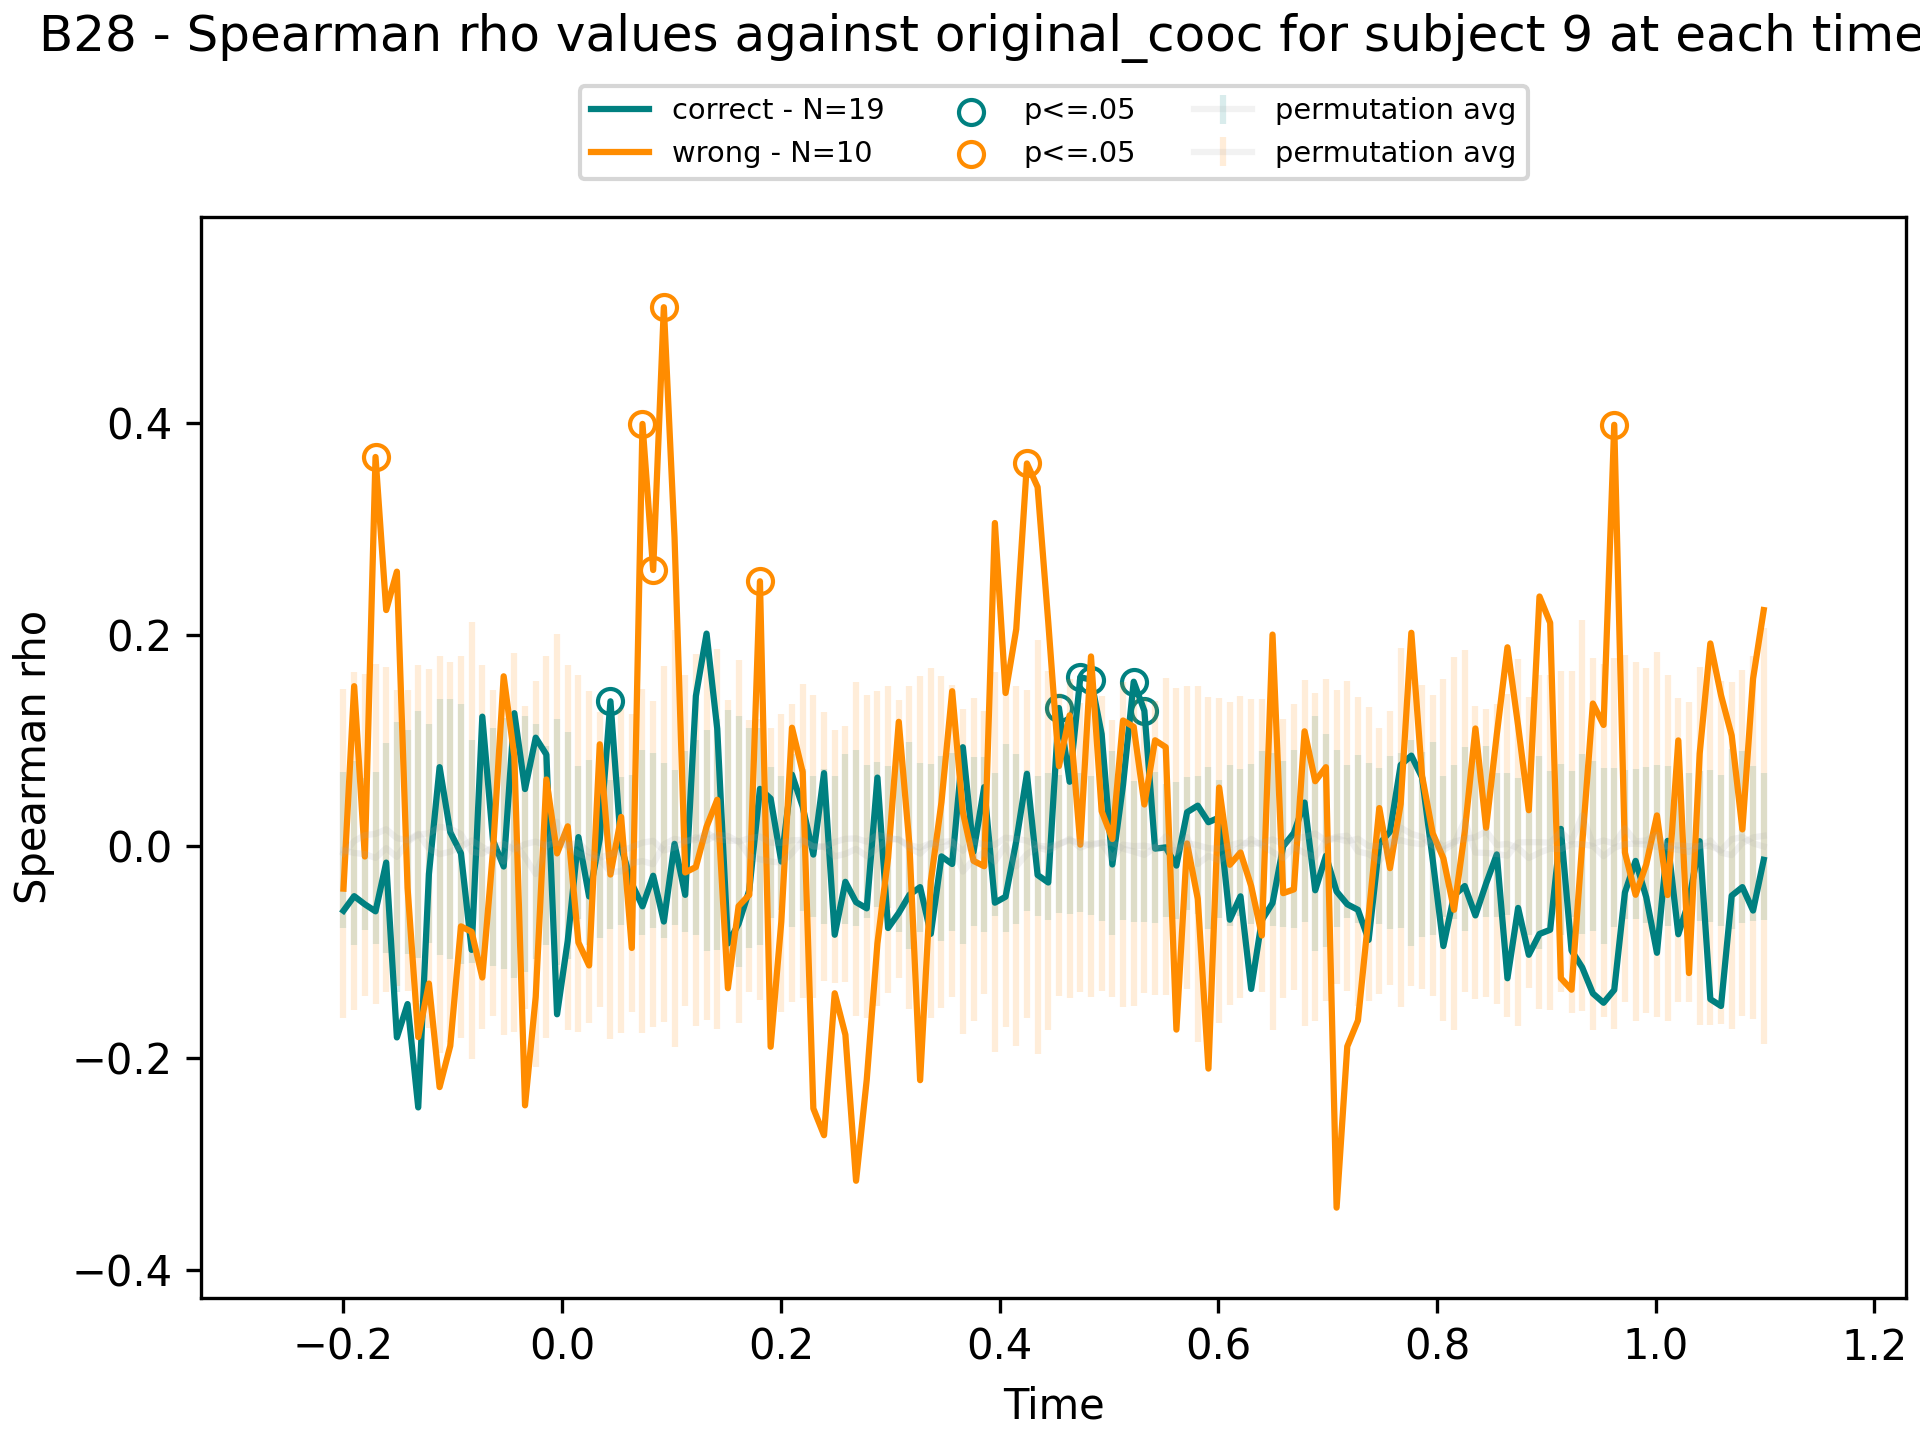 B28 - Spearman rho values against original_cooc for subject 9 at each time
correct - N=19
wrong - N=10
p<=.05
p<=.05
permutation avg
permutation avg
Spearman rho
0.4
0.2
0.0
−0.2
−0.4
−0.2 0.0 0.2 0.4 0.6 0.8 1.0 1.2
Time